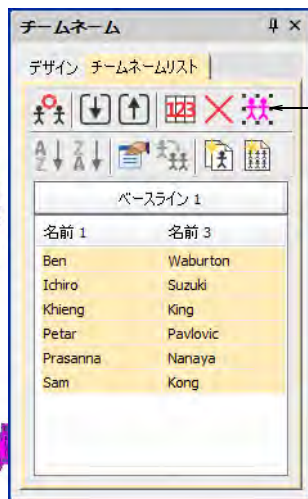 チームネーム
デザイン チームネームリスト
123
A Z Z A
ベースライン 1
名前 1 名前 3
Ben Waburton
Ichiro Suzuki
Khieng King
Petar Pavlovic
Prasanna Nanaya
Sam Kong